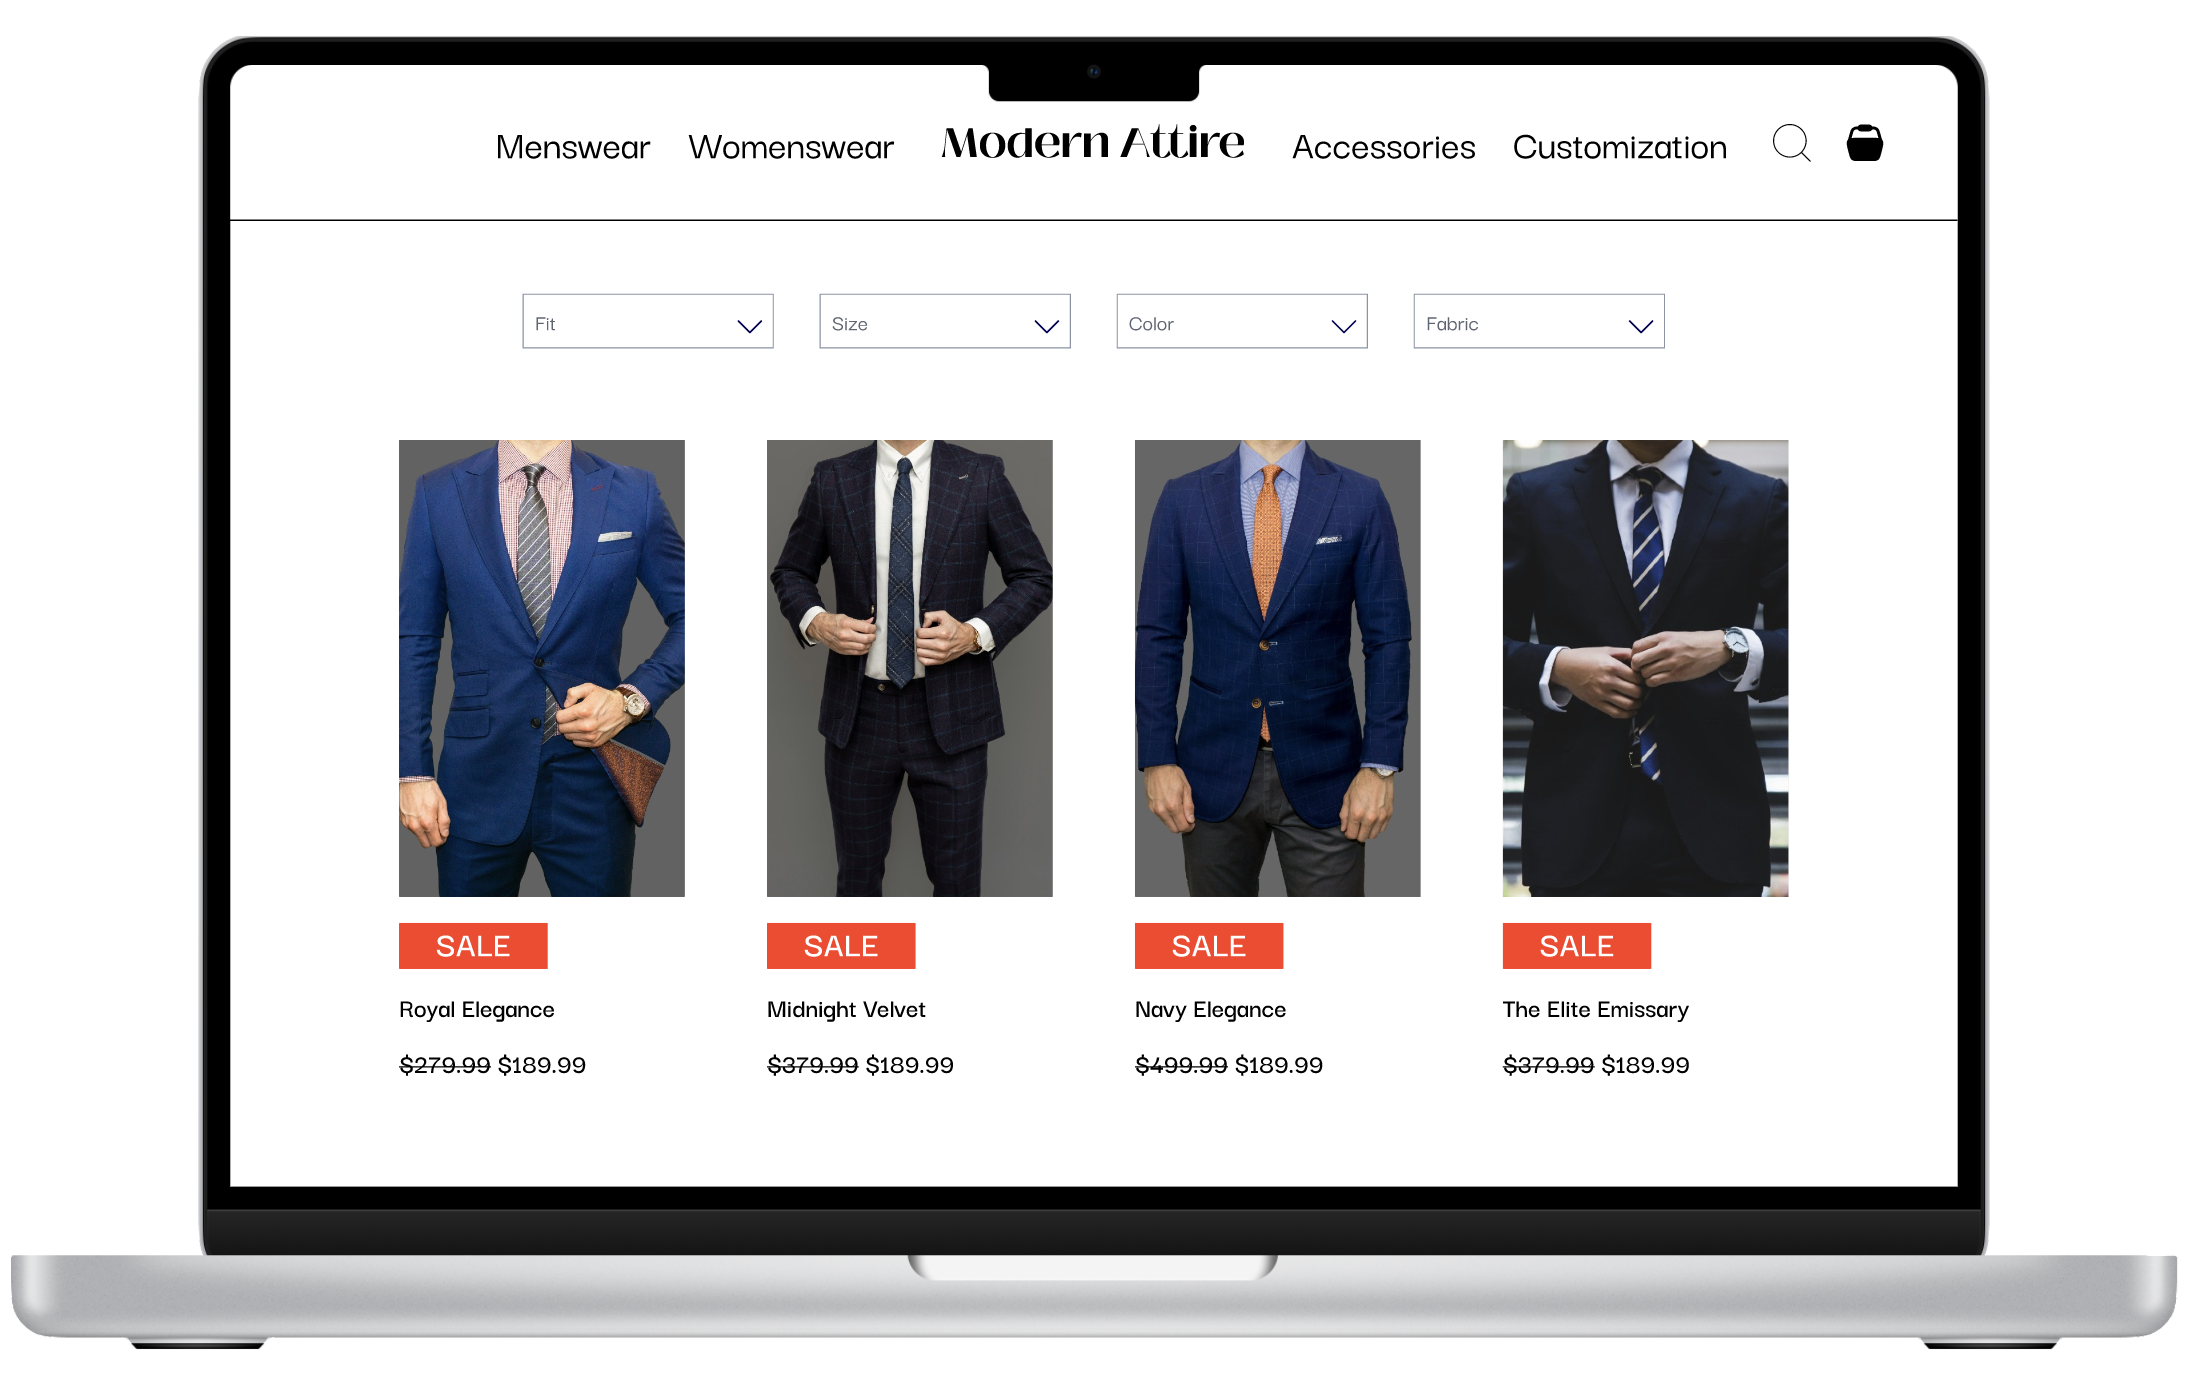 Menswear Womenswear Modern Attire Accessories Customization
Fit Size Color Fabric
SALE SALE SALE SALE
Royal Elegance Midnight Velvet Navy Elegance The Elite Emissary
$279.99 $189.99 $379.99 $189.99 $499.99 $189.99 $379.99 $189.99